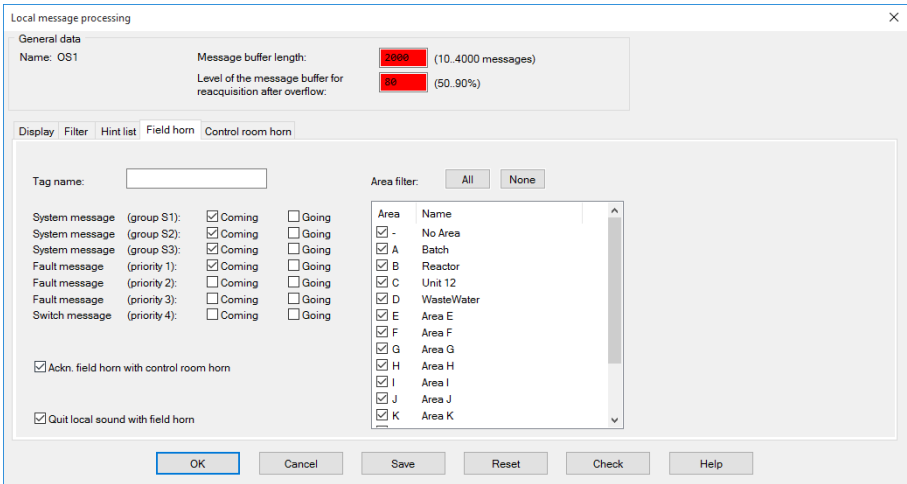 Local message processing
General data
Name: OS1
Message buffer length:
2000
(10..4000 messages)
Level of the message buffer for
reacquisition after overflow:
80
(50..90%)
Display Filter Hint list Field horn Control room horn
Tag name:
Area filter:
All
None
System message (group S1): Coming Going
System message (group S2): Coming Going
System message (group S3): Coming Going
Fault message (priority 1): Coming Going
Fault message (priority 2): Coming Going
Fault message (priority 3): Coming Going
Switch message (priority 4): Coming Going
Ackn. field horn with control room horn
Quit local sound with field horn
Area Name
- No Area
A Batch
B Reactor
C Unit 12
D WasteWater
E Area E
F Area F
G Area G
H Area H
I Area I
J Area J
K Area K
OK Cancel Save Reset Check Help